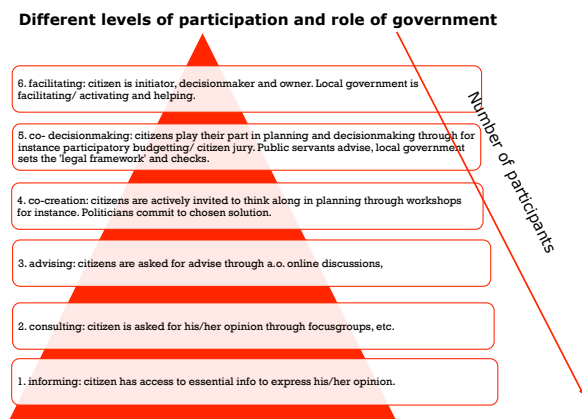 Different levels of participation and role of government
6. facilitating: citizen is initiator, decisionmaker and owner. Local government is
facilitating/ activating and helping.
5. co- decisionmaking: citizens play their part in planning and decisionmaking through for
instance participatory budgetting/ citizen jury. Public servants advise, local government
sets the 'legal framework' and checks.
4. co-creation: citizens are actively invited to think along in planning through workshops
for instance. Politicians commit to chosen solution.
3. advising: citizens are asked for advise through a.o. online discussions,
2. consulting: citizen is asked for his/her opinion through focusgroups, etc.
1. informing: citizen has access to essential info to express his/her opinion.
Number of participants